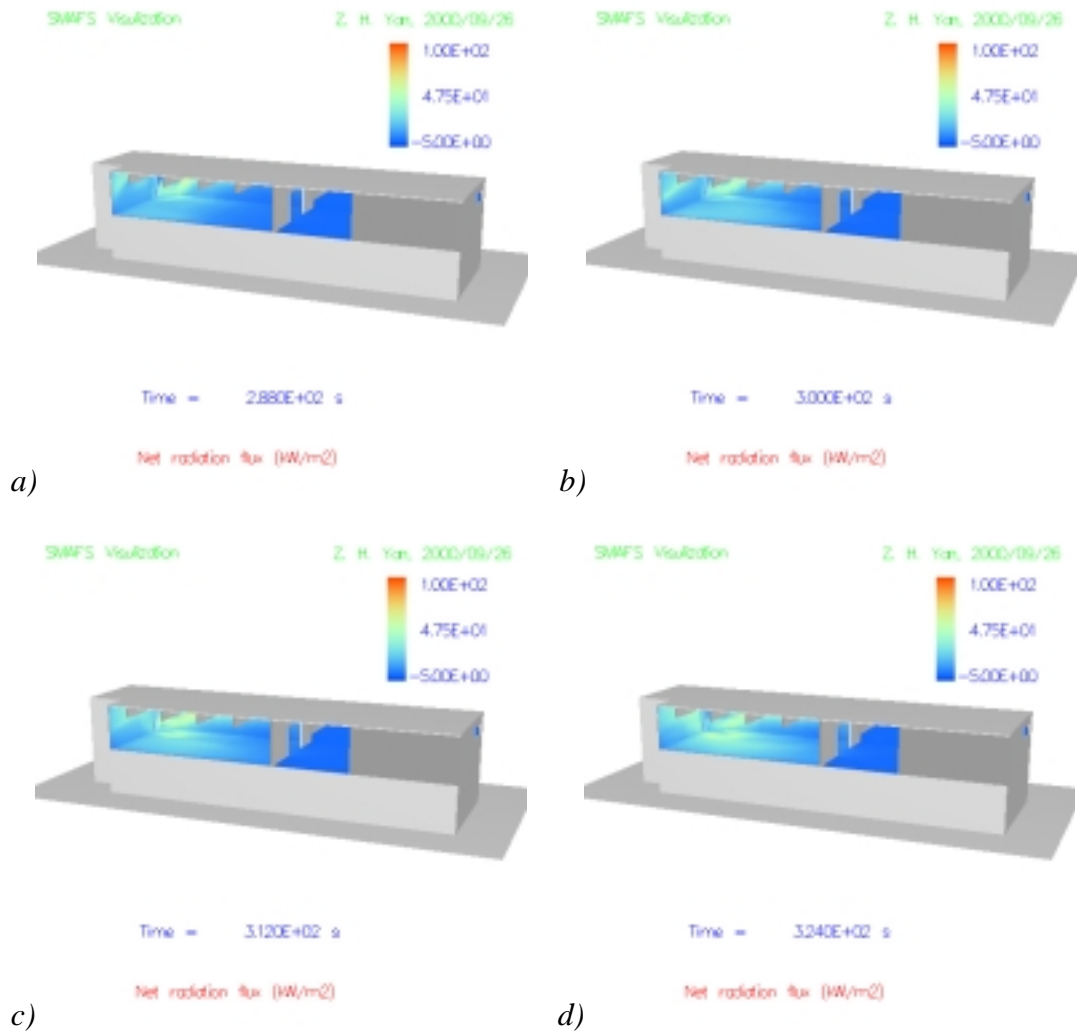 SMAFS Visulization
Z. H. Yan, 2000/09/26
1.00E+02
4.75E+01
-5.00E+00
Time = 2.880E+02 s
Net radiation flux (kW/m2)
a)
SMAFS Visulization
Z. H. Yan, 2000/09/26
1.00E+02
4.75E+01
-5.00E+00
Time = 3.000E+02 s
Net radiation flux (kW/m2)
b)
SMAFS Visulization
Z. H. Yan, 2000/09/26
1.00E+02
4.75E+01
-5.00E+00
Time = 3.120E+02 s
Net radiation flux (kW/m2)
c)
SMAFS Visulization
Z. H. Yan, 2000/09/26
1.00E+02
4.75E+01
-5.00E+00
Time = 3.240E+02 s
Net radiation flux (kW/m2)
d)